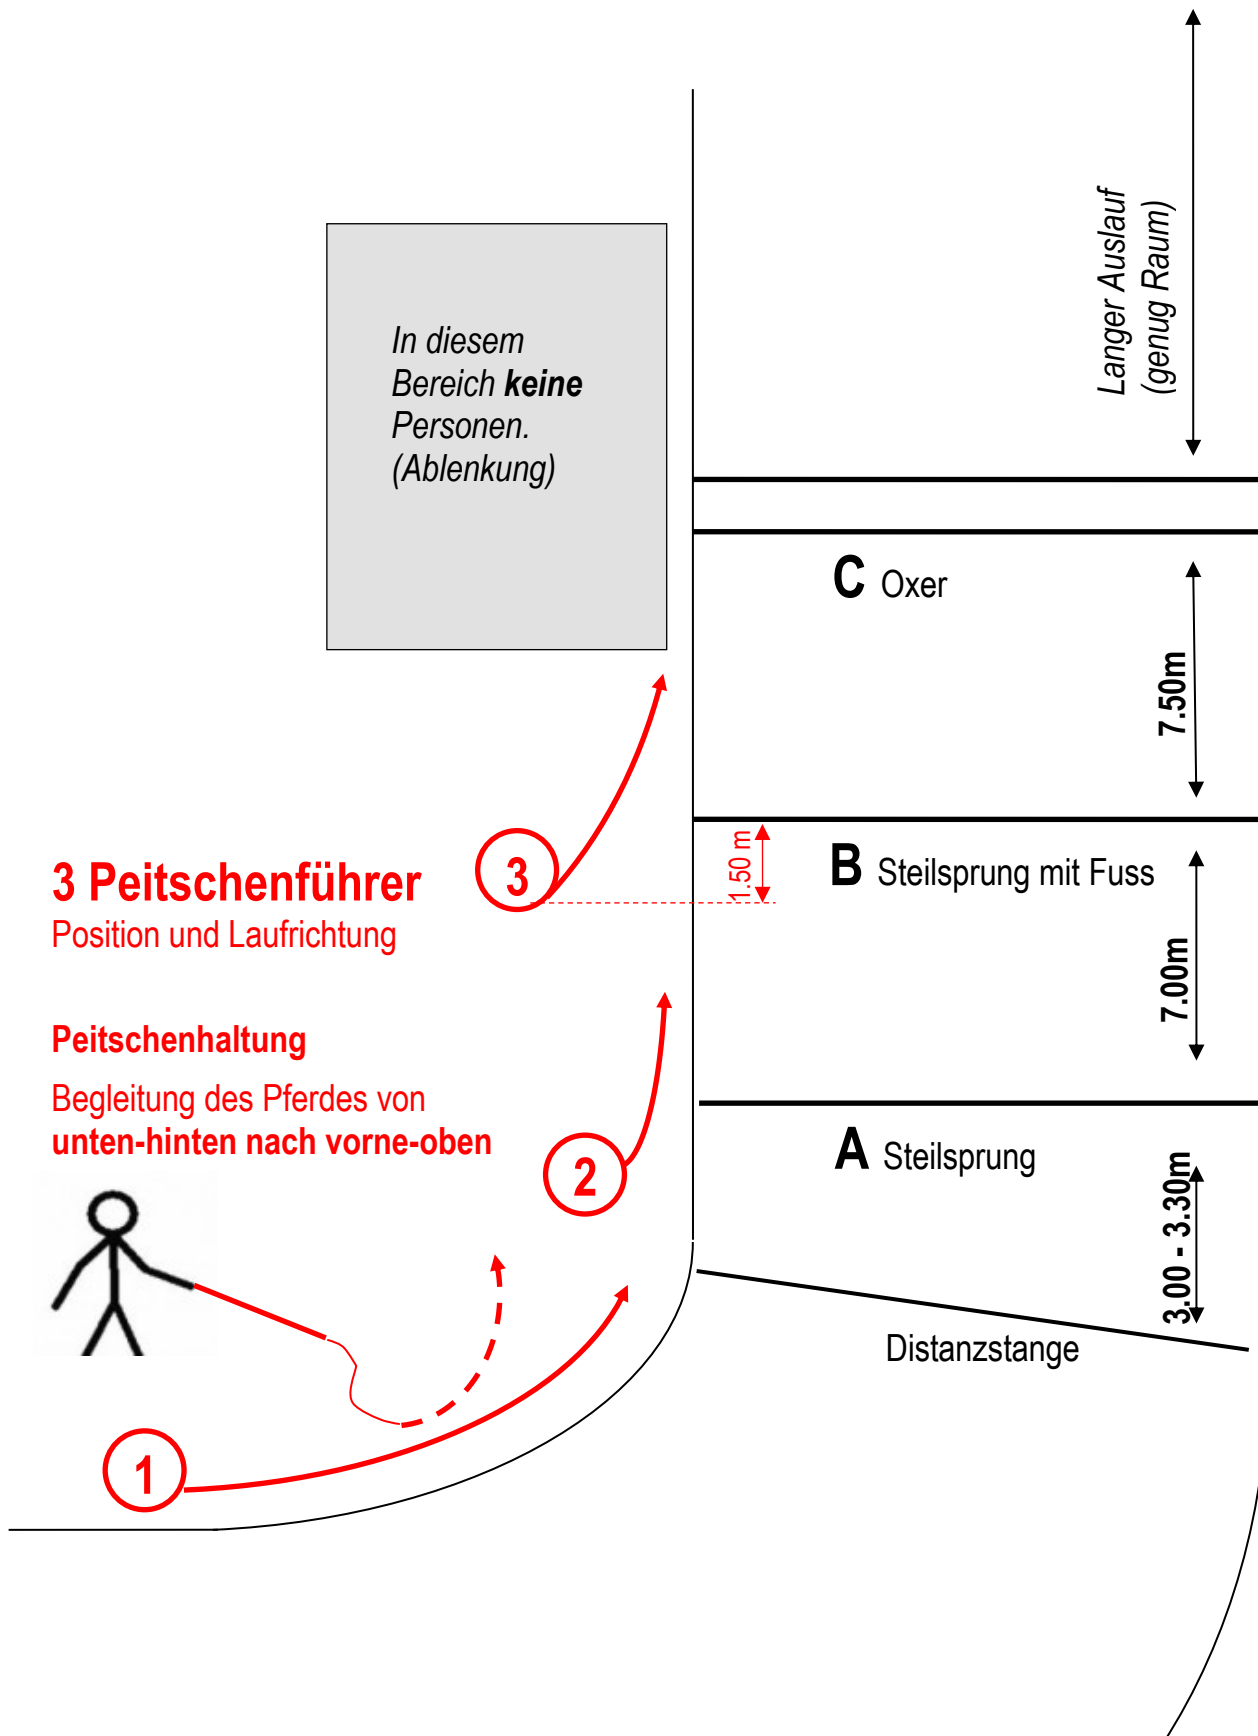 Langer Auslauf
(genug Raum)
In diesem
Bereich keine
Personen.
(Ablenkung)
C Oxer
7.50m
3 Peitschenführer
Position und Laufrichtung
3
1.50 m
B Steilsprung mit Fuss
7.00m
Peitschenhaltung
Begleitung des Pferdes von
unten-hinten nach vorne-oben
2
A Steilsprung
3.00 - 3.30m
Distanzstange
1